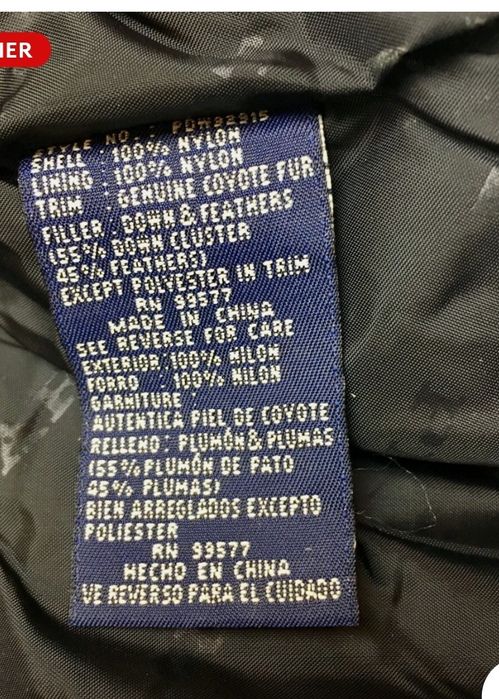 IER
STYLE NO. : PDW92915
SHELL : 100% NYLON
LINING : 100% NYLON
TRIM : GENUINE COYOTE FUR
FILLER : DOWN & FEATHERS
(55% DOWN CLUSTER
45% FEATHERS)
EXCEPT POLYESTER IN TRIM
RN 99577
MADE IN CHINA
SEE REVERSE FOR CARE
EXTERIOR:100% NILON
FORRO : 100% NILON
GARNITURE :
AUTENTICA PIEL DE COYOTE
RELLENO : PLUMÓN & PLUMAS
(55% PLUMÓN DE PATO
45% PLUMAS)
BIEN ARREGLADOS EXCEPTO
POLIESTER
RN 99577
HECHO EN CHINA
VE REVERSO PARA EL CUIDADO